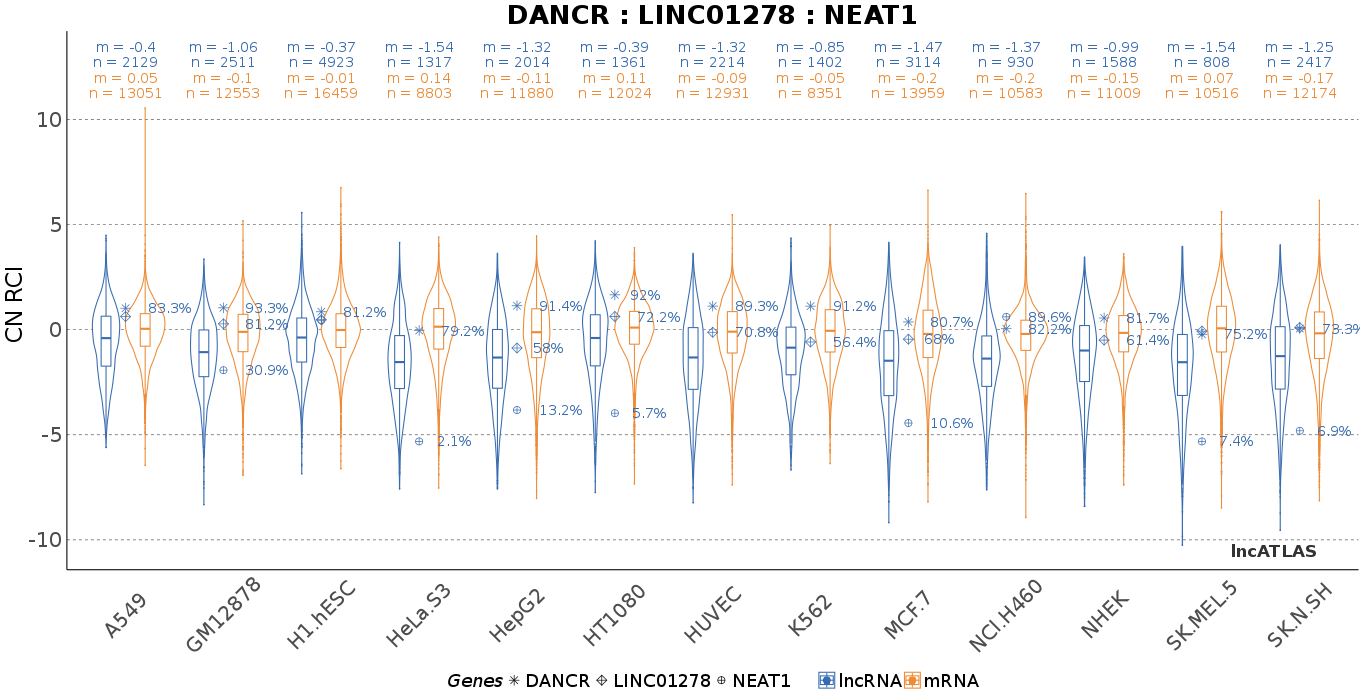 DANCR : LINC01278 : NEAT1
m = -0.4 m = -1.06 m = -0.37 m = -1.54 m = -1.32 m = -0.39 m = -1.32 m = -0.85 m = -1.47 m = -1.37 m = -0.99 m = -1.54 m = -1.25
n = 2129 n = 2511 n = 4923 n = 1317 n = 2014 n = 1361 n = 2214 n = 1402 n = 3114 n = 930 n = 1588 n = 808 n = 2417
m = 0.05 m = -0.1 m = -0.01 m = 0.14 m = -0.11 m = 0.11 m = -0.09 m = -0.05 m = -0.2 m = -0.2 m = -0.15 m = 0.07 m = -0.17
n = 13051 n = 12553 n = 16459 n = 8803 n = 11880 n = 12024 n = 12931 n = 8351 n = 13959 n = 10583 n = 11009 n = 10516 n = 12174
10
5
92%
83.3% 93.3% 81.2% 91.4% 89.3% 91.2%
72.2% 80.7% 89.6% 81.7%
0 81.2% 79.2% 70.8% 82.2% 75.2% 73.3%
58% 56.4% 68% 61.4%
30.9%
13.2% 5.7%
10.6%
-5 2.1% 7.4% 6.9%
-10
CN RCI
lncATLAS
A549 GM12878 H1.hESC HeLa.S3 HepG2 HT1080 HUVEC K562 MCF.7 NCI.H460 NHEK SK.MEL.5 SK.N.SH
Genes DANCR LINC01278 NEAT1 lncRNA mRNA